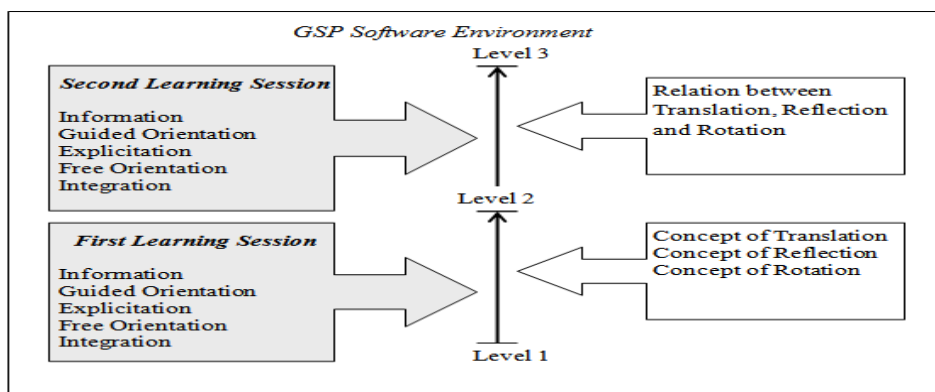 GSP Software Environment
Level 3
Second Learning Session
Information
Guided Orientation
Explicitation
Free Orientation
Integration
Relation between
Translation, Reflection
and Rotation
Level 2
First Learning Session
Information
Guided Orientation
Explicitation
Free Orientation
Integration
Concept of Translation
Concept of Reflection
Concept of Rotation
Level 1